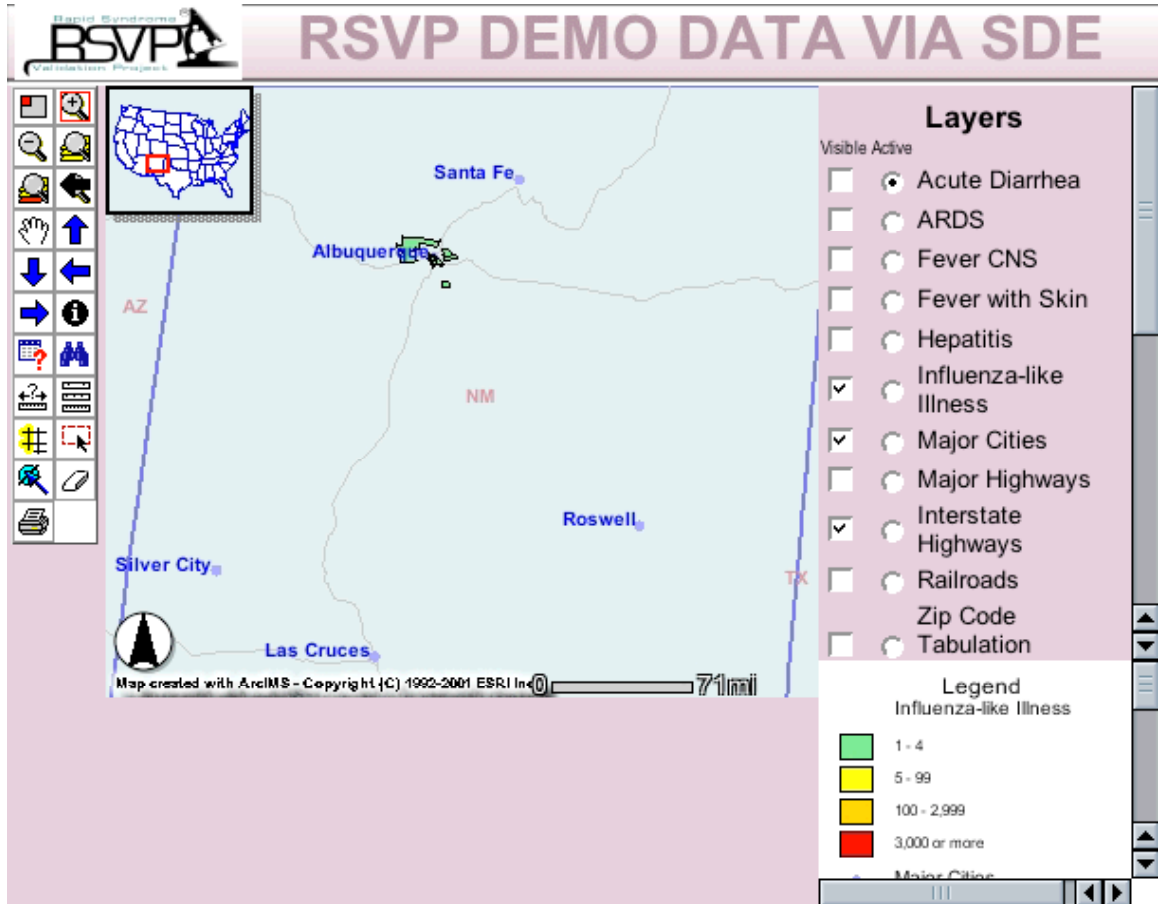 Rapid Syndrome
RSVP
Validation Project
RSVP DEMO DATA VIA SDE
Santa Fe
Albuquerque
AZ
NM
Roswell
Silver City
TX
Las Cruces
Map created with ArcIMS - Copyright (C) 1992-2001 ESRI Inc
0 71mi
Layers
Visible Active
Acute Diarrhea
ARDS
Fever CNS
Fever with Skin
Hepatitis
Influenza-like
Illness
Major Cities
Major Highways
Interstate
Highways
Railroads
Zip Code
Tabulation
Legend
Influenza-like Illness
1 - 4
5 - 99
100 - 2,999
3,000 or more
Major Cities